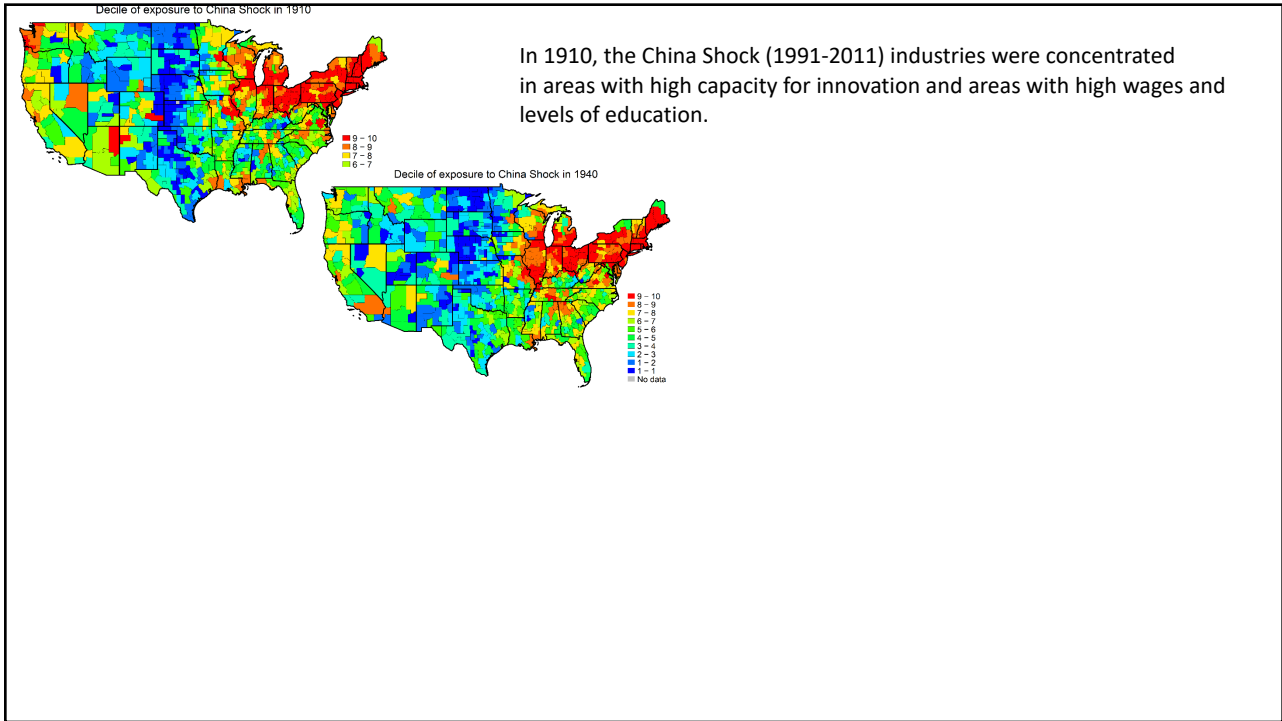 Decile of exposure to China Shock in 1910
In 1910, the China Shock (1991-2011) industries were concentrated
in areas with high capacity for innovation and areas with high wages and
levels of education.
9 − 10
8 − 9
7 − 8
6 − 7
Decile of exposure to China Shock in 1940
9 − 10
8 − 9
7 − 8
6 − 7
5 − 6
4 − 5
3 − 4
2 − 3
1 − 2
1 − 1
No data